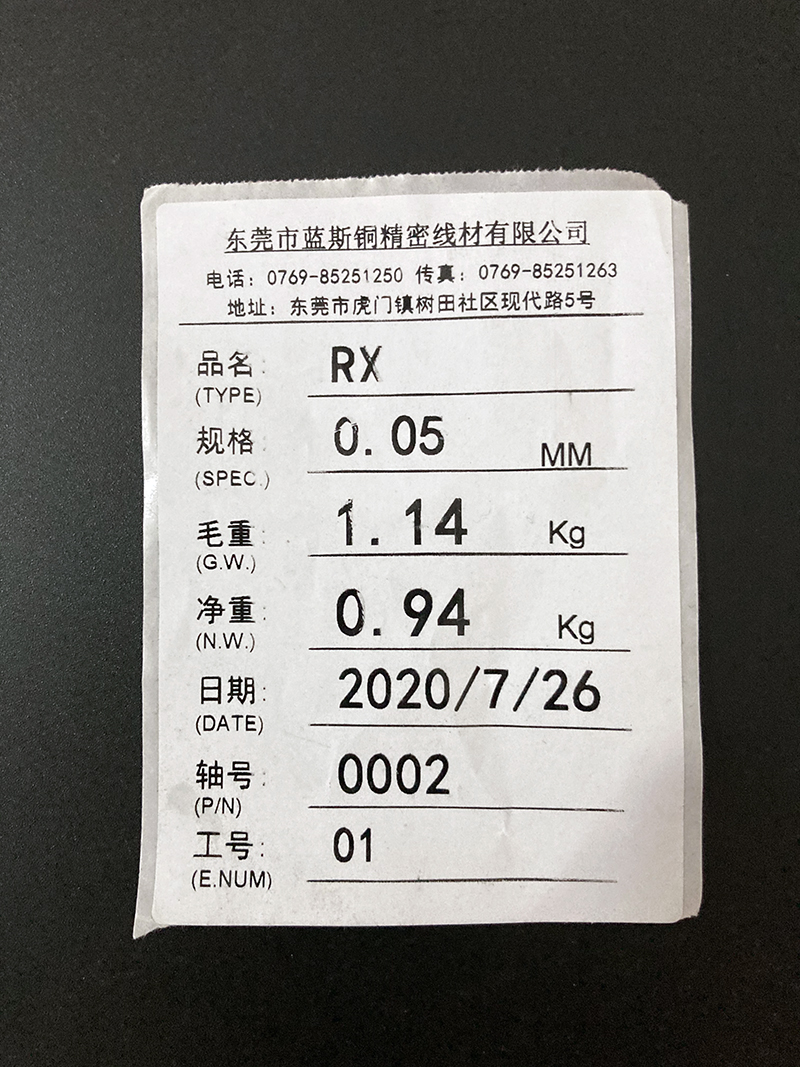 东莞市蓝斯铜精密线材有限公司
电话：0769-85251250 传真：0769-85251263
地址：东莞市虎门镇树田社区现代路5号
品名: RX
(TYPE)
规格: 0.05 MM
(SPEC.)
毛重: 1.14 Kg
(G.W.)
净重: 0.94 Kg
(N.W.)
日期: 2020/7/26
(DATE)
轴号: 0002
(P/N)
工号: 01
(E.NUM)